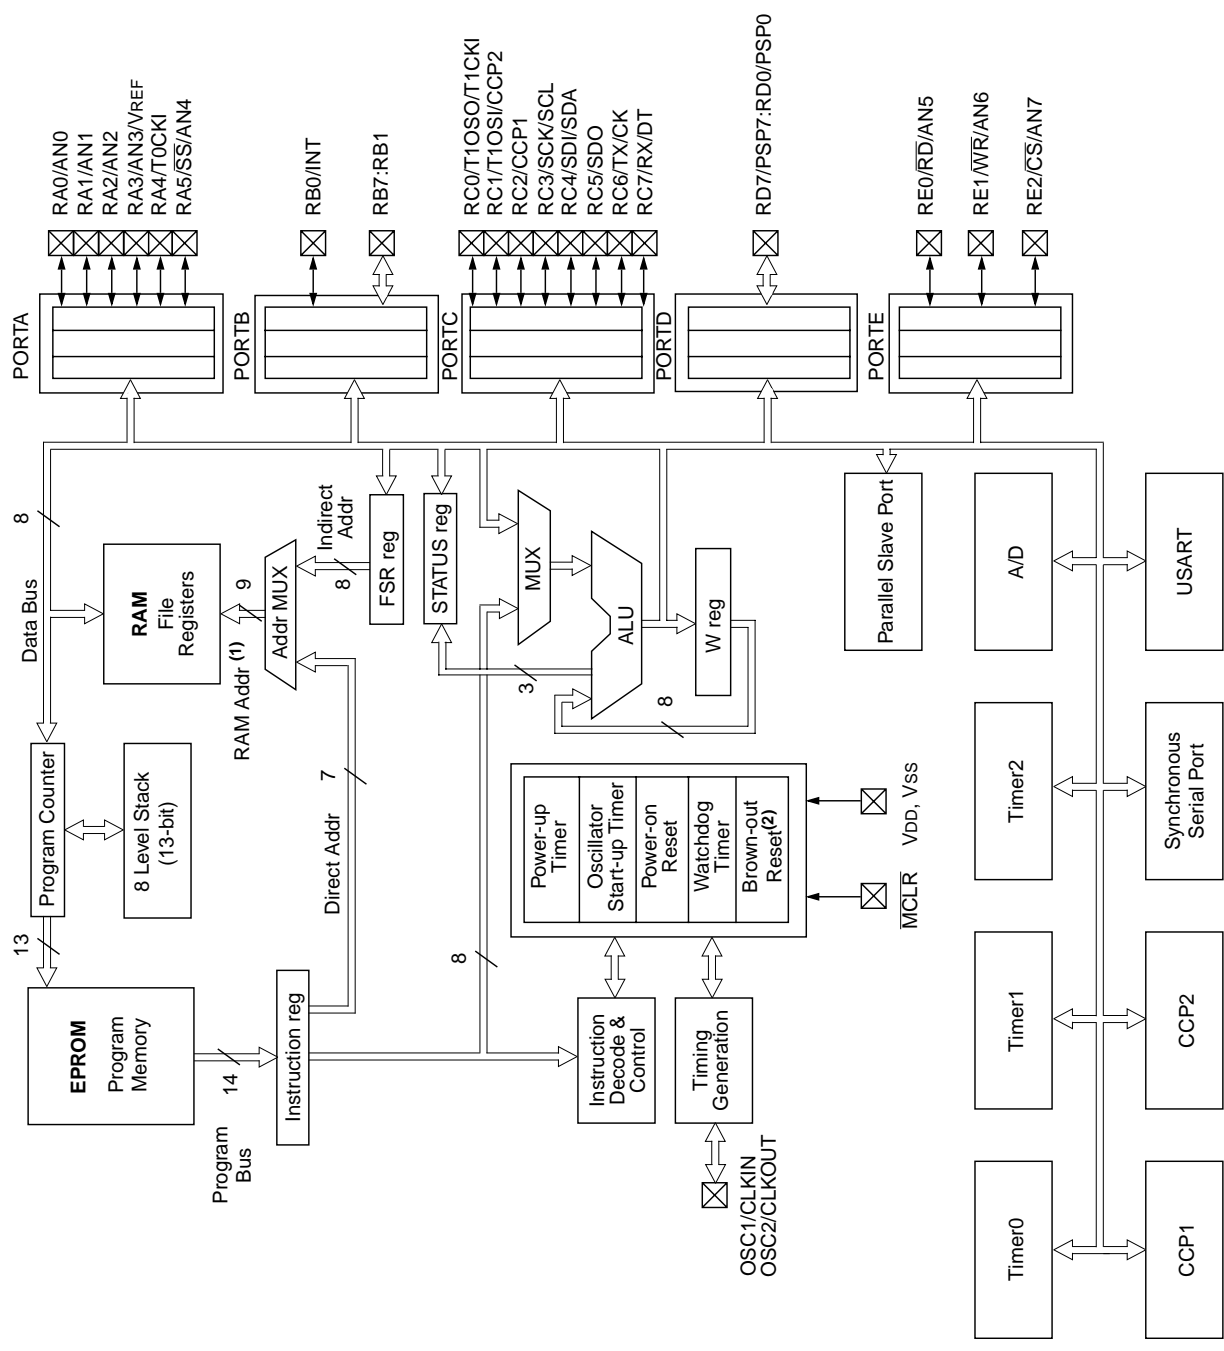 EPROM
Program
Memory
13
Program Counter
8 Level Stack
(13-bit)
Data Bus
8
RAM
File
Registers
PORTA
RA0/AN0
RA1/AN1
RA2/AN2
RA3/AN3/VREF
RA4/T0CKI
RA5/SS/AN4
Program
Bus
14
Instruction reg
Direct Addr
7
RAM Addr (1)
9
Addr MUX
Indirect
Addr
8
FSR reg
STATUS reg
PORTB
RB0/INT
RB7:RB1
8
3
MUX
ALU
8
W reg
PORTC
RC0/T1OSO/T1CKI
RC1/T1OSI/CCP2
RC2/CCP1
RC3/SCK/SCL
RC4/SDI/SDA
RC5/SDO
RC6/TX/CK
RC7/RX/DT
Instruction
Decode &
Control
Timing
Generation
OSC1/CLKIN
OSC2/CLKOUT
Power-up
Timer
Oscillator
Start-up Timer
Power-on
Reset
Watchdog
Timer
Brown-out
Reset(2)
MCLR
VDD, VSS
PORTD
RD7/PSP7:RD0/PSP0
Parallel Slave Port
PORTE
RE0/RD/AN5
RE1/WR/AN6
RE2/CS/AN7
Timer0
Timer1
Timer2
A/D
CCP1
CCP2
Synchronous
Serial Port
USART